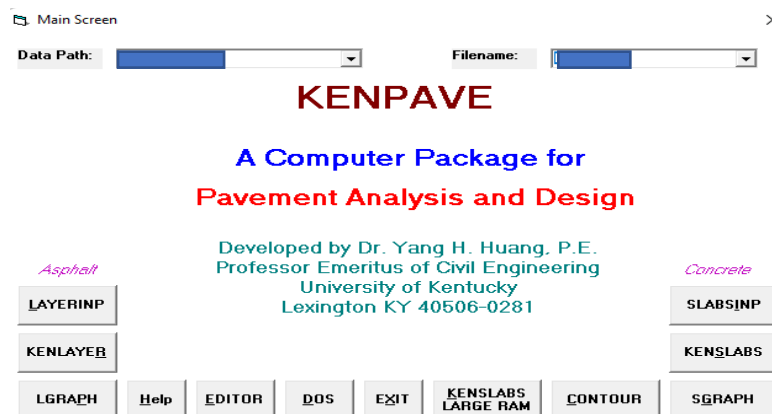 Main Screen
Data Path:
Filename:
KENPAVE
A Computer Package for
Pavement Analysis and Design
Developed by Dr. Yang H. Huang, P.E.
Professor Emeritus of Civil Engineering
University of Kentucky
Lexington KY 40506-0281
Asphalt
Concrete
LAYERINP
SLABSINP
KENLAYER
KENSLABS
LGRAPH
Help
EDITOR
DOS
EXIT
KENSLABS
LARGE RAM
CONTOUR
SGRAPH